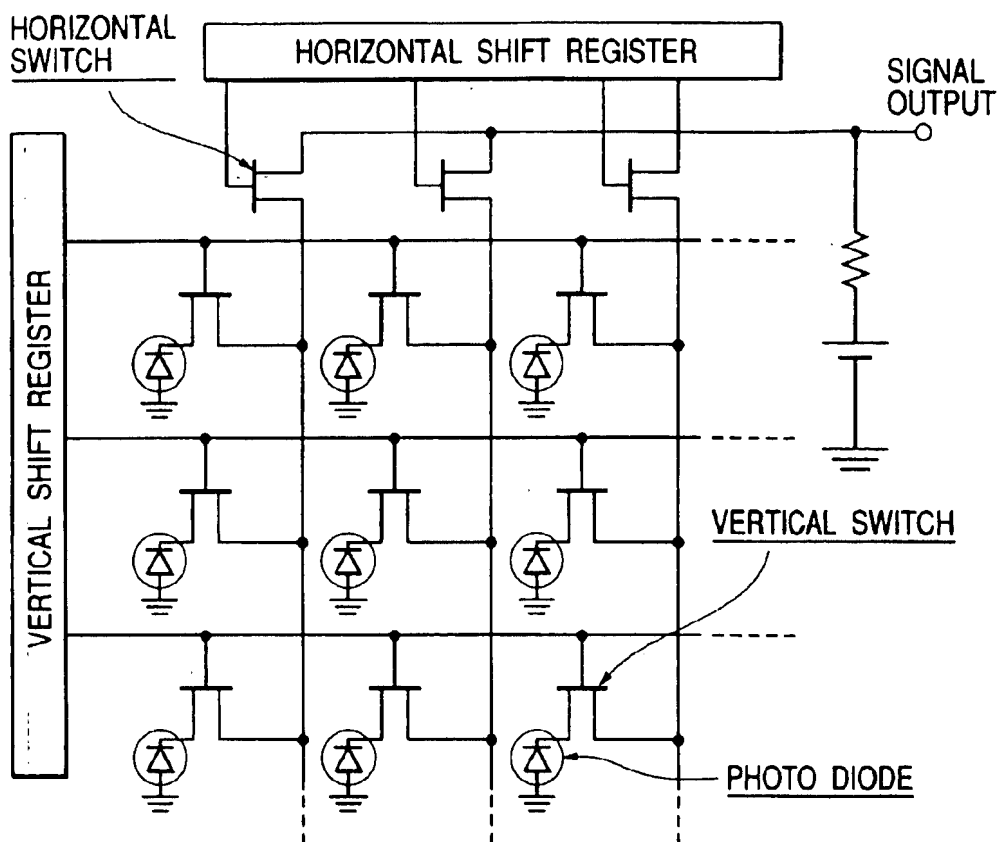 HORIZONTAL
SWITCH
HORIZONTAL SHIFT REGISTER
SIGNAL
OUTPUT
VERTICAL SHIFT REGISTER
VERTICAL SWITCH
PHOTO DIODE